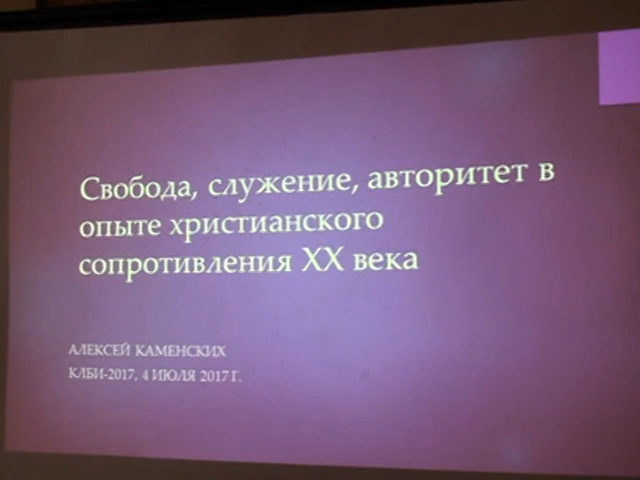 Свобода, служение, авторитет в
опыте христианского
сопротивления XX века
АЛЕКСЕЙ КАМЕНСКИХ
КЛБИ-2017, 4 ИЮЛЯ 2017 Г.